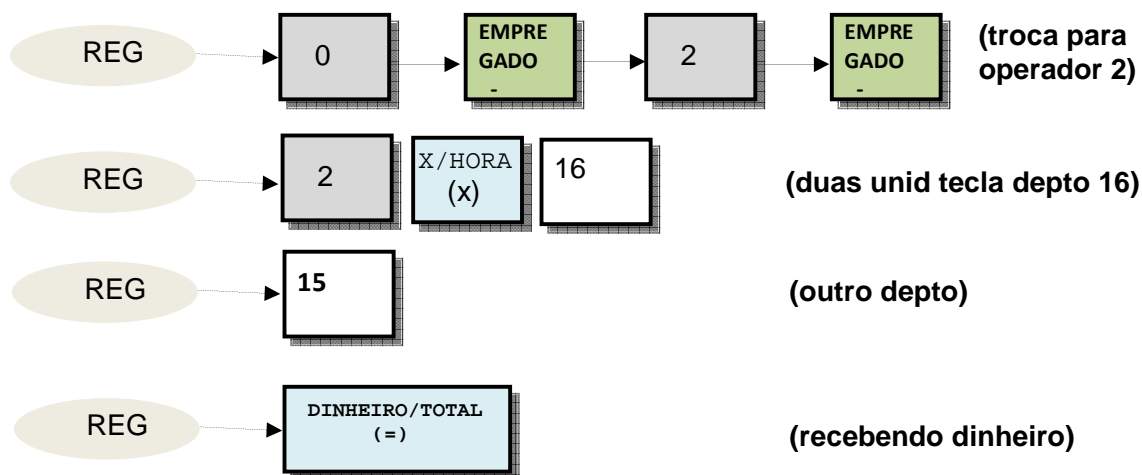 REG
0
EMPRE
GADO
-
2
EMPRE
GADO
-
(troca para
operador 2)
REG
2
X/HORA
(x)
16
(duas unid tecla depto 16)
REG
15
(outro depto)
REG
DINHEIRO/TOTAL
(=)
(recebendo dinheiro)